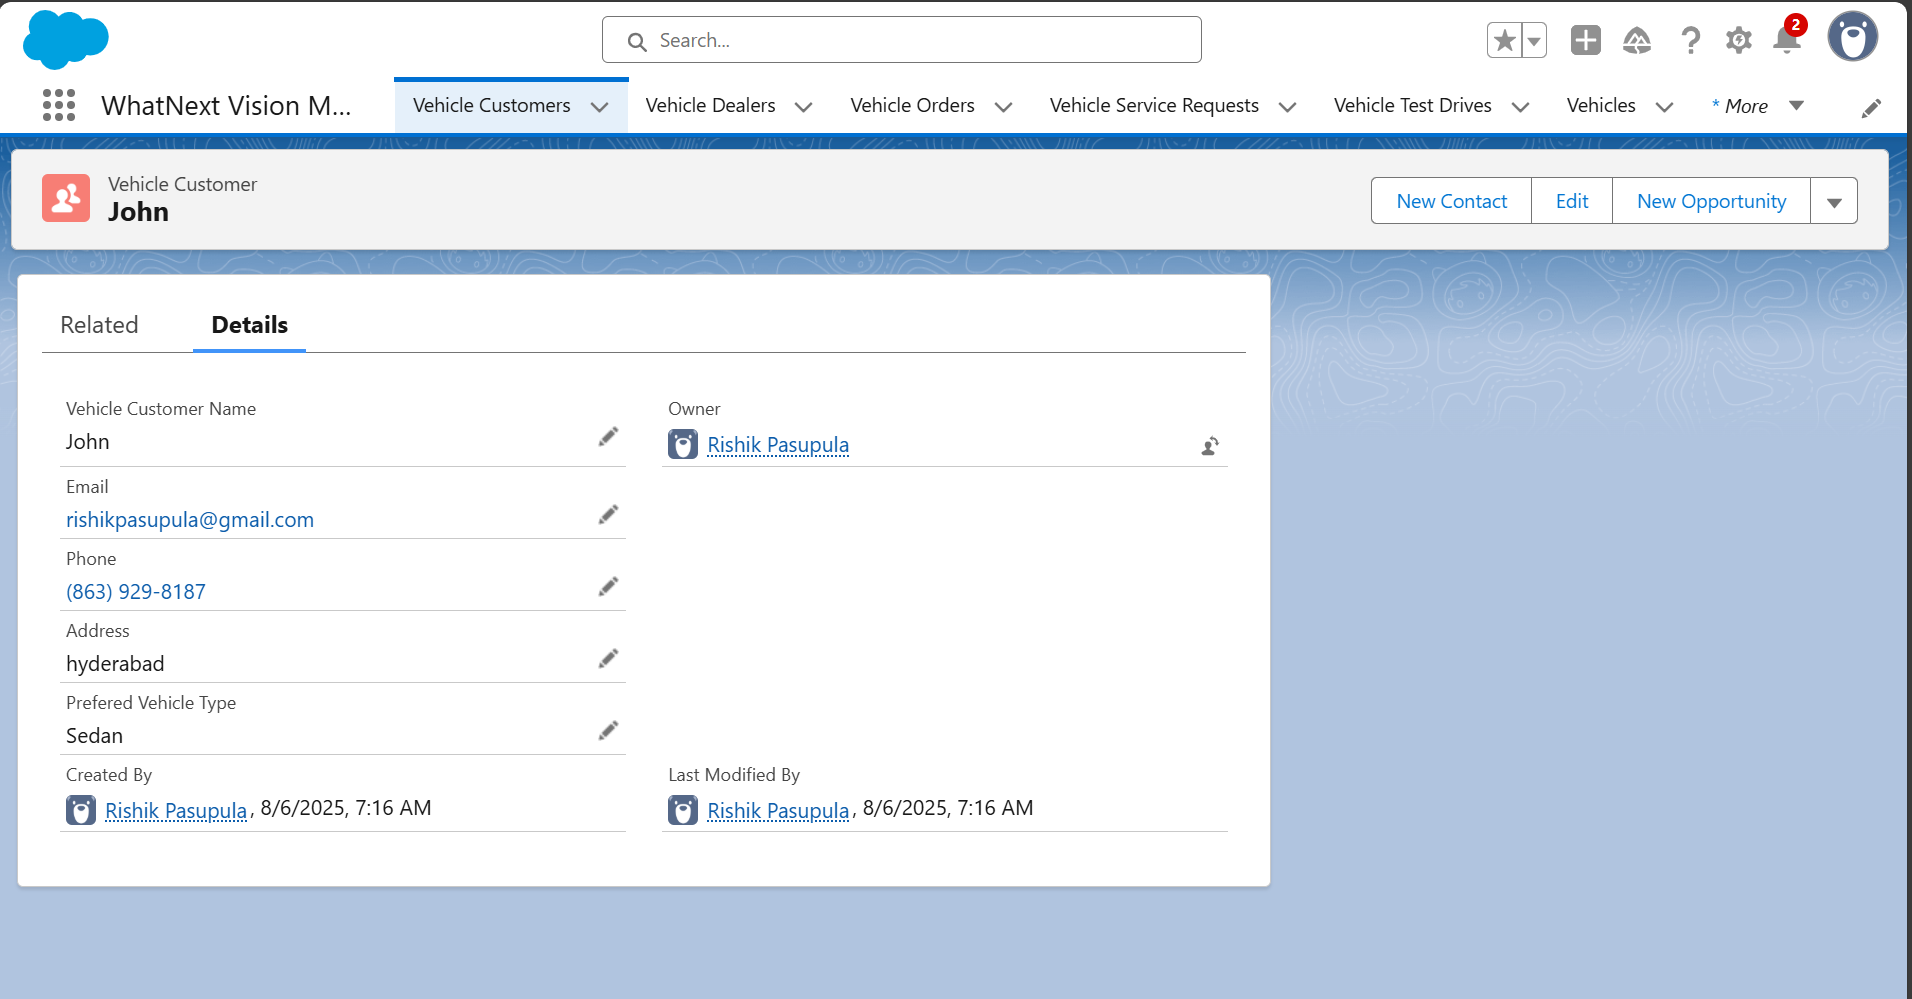 Search...
2
WhatNext Vision M...
Vehicle Customers
Vehicle Dealers
Vehicle Orders
Vehicle Service Requests
Vehicle Test Drives
Vehicles
* More
Vehicle Customer
John
New Contact
Edit
New Opportunity
Related
Details
Vehicle Customer Name
John
Owner
Rishik Pasupula
Email
rishikpasupula@gmail.com
Phone
(863) 929-8187
Address
hyderabad
Prefered Vehicle Type
Sedan
Created By
Rishik Pasupula, 8/6/2025, 7:16 AM
Last Modified By
Rishik Pasupula, 8/6/2025, 7:16 AM